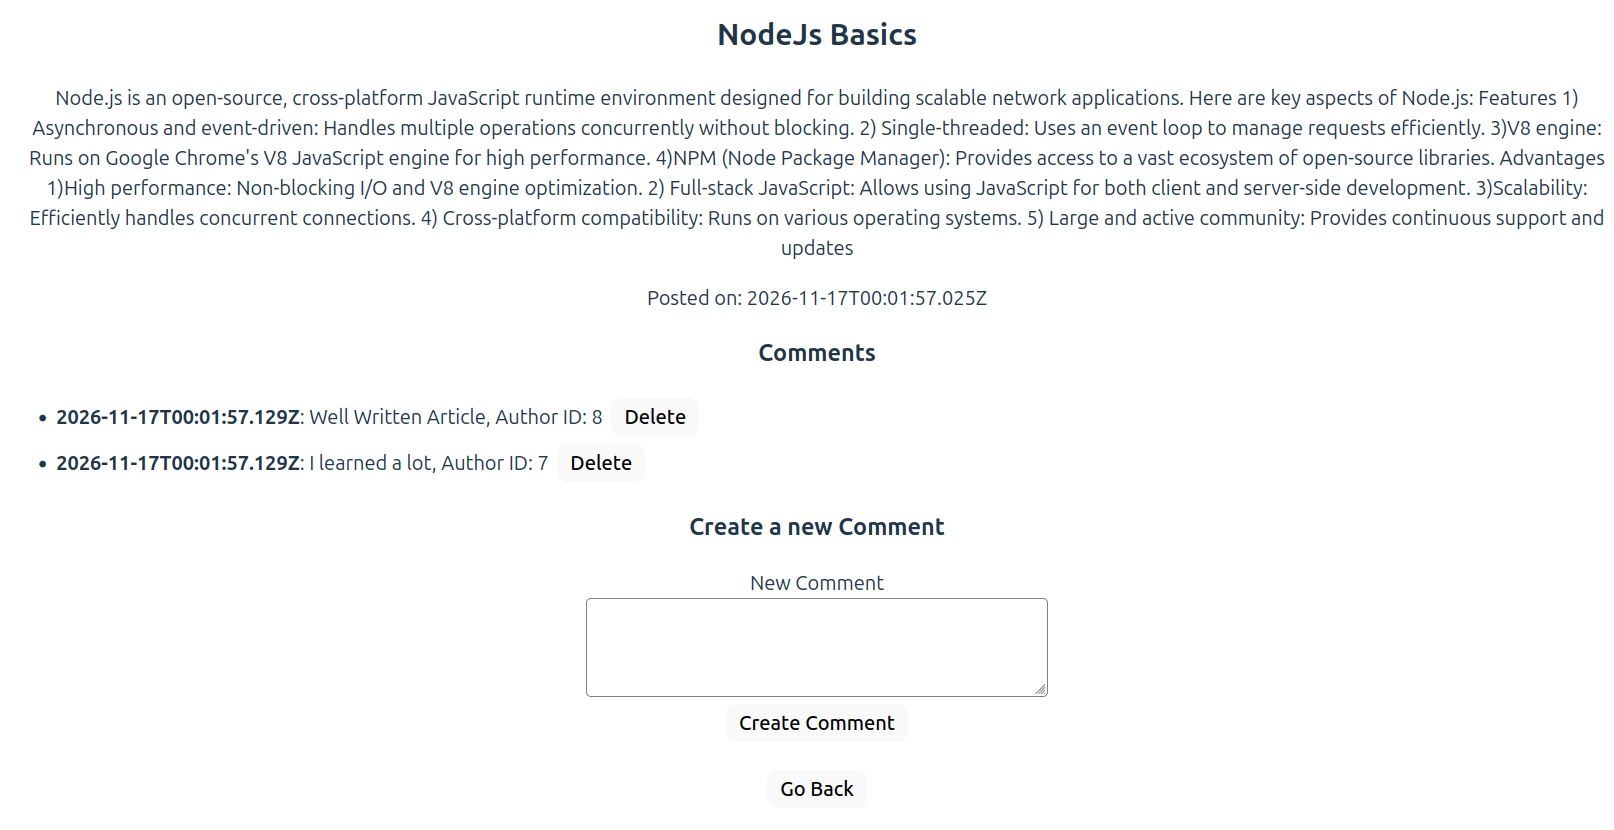 NodeJs Basics
Node.js is an open-source, cross-platform JavaScript runtime environment designed for building scalable network applications. Here are key aspects of Node.js: Features 1)
Asynchronous and event-driven: Handles multiple operations concurrently without blocking. 2) Single-threaded: Uses an event loop to manage requests efficiently. 3)V8 engine:
Runs on Google Chrome's V8 JavaScript engine for high performance. 4)NPM (Node Package Manager): Provides access to a vast ecosystem of open-source libraries. Advantages
1)High performance: Non-blocking I/O and V8 engine optimization. 2) Full-stack JavaScript: Allows using JavaScript for both client and server-side development. 3)Scalability:
Efficiently handles concurrent connections. 4) Cross-platform compatibility: Runs on various operating systems. 5) Large and active community: Provides continuous support and
updates
Posted on: 2026-11-17T00:01:57.025Z
Comments
• 2026-11-17T00:01:57.129Z: Well Written Article, Author ID: 8 Delete
• 2026-11-17T00:01:57.129Z: I learned a lot, Author ID: 7 Delete
Create a new Comment
New Comment
Create Comment
Go Back